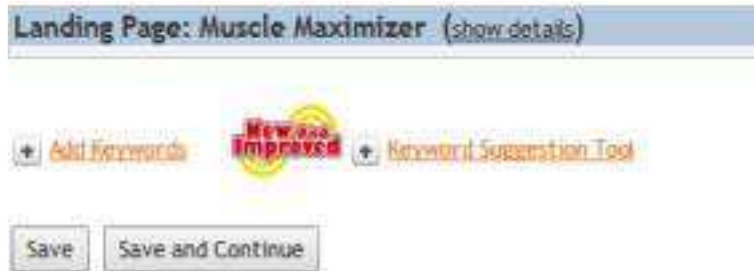 Landing Page: Muscle Maximizer (show details)
New and
Improved
+ Add Keywords + Keyword Suggestion Tool
Save Save and Continue